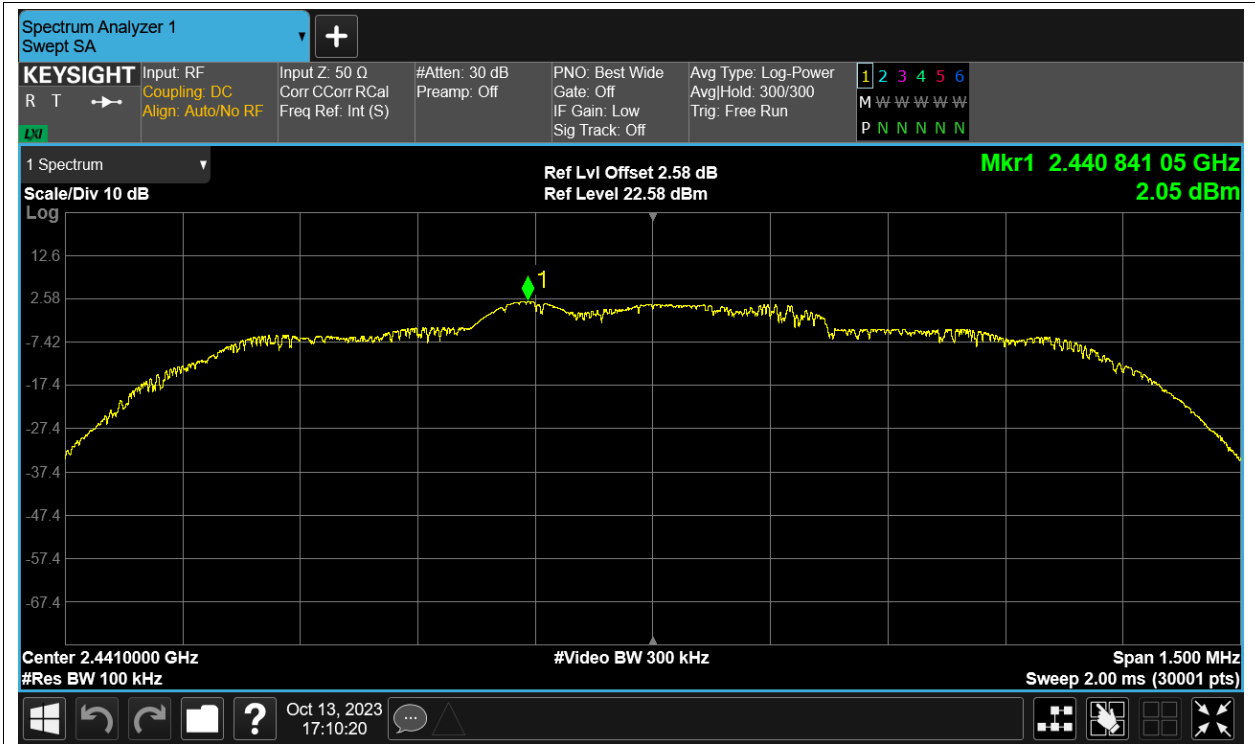 Spectrum Analyzer 1
Swept SA
+
KEYSIGHT
R T
LXI
Input: RF
Coupling: DC
Align: Auto/No RF
Input Z: 50 Ω
Corr CCorr RCal
Freq Ref: Int (S)
#Atten: 30 dB
Preamp: Off
PNO: Best Wide
Gate: Off
IF Gain: Low
Sig Track: Off
Avg Type: Log-Power
Avg|Hold: 300/300
Trig: Free Run
1 2 3 4 5 6
M W W W W W
P N N N N N
1 Spectrum
Scale/Div 10 dB
Log
Ref Lvl Offset 2.58 dB
Ref Level 22.58 dBm
Mkr1 2.440 841 05 GHz
2.05 dBm
12.6
2.58
-7.42
-17.4
-27.4
-37.4
-47.4
-57.4
-67.4
1
Center 2.4410000 GHz
#Video BW 300 kHz
Span 1.500 MHz
#Res BW 100 kHz
Sweep 2.00 ms (30001 pts)
?
Oct 13, 2023
17:10:20